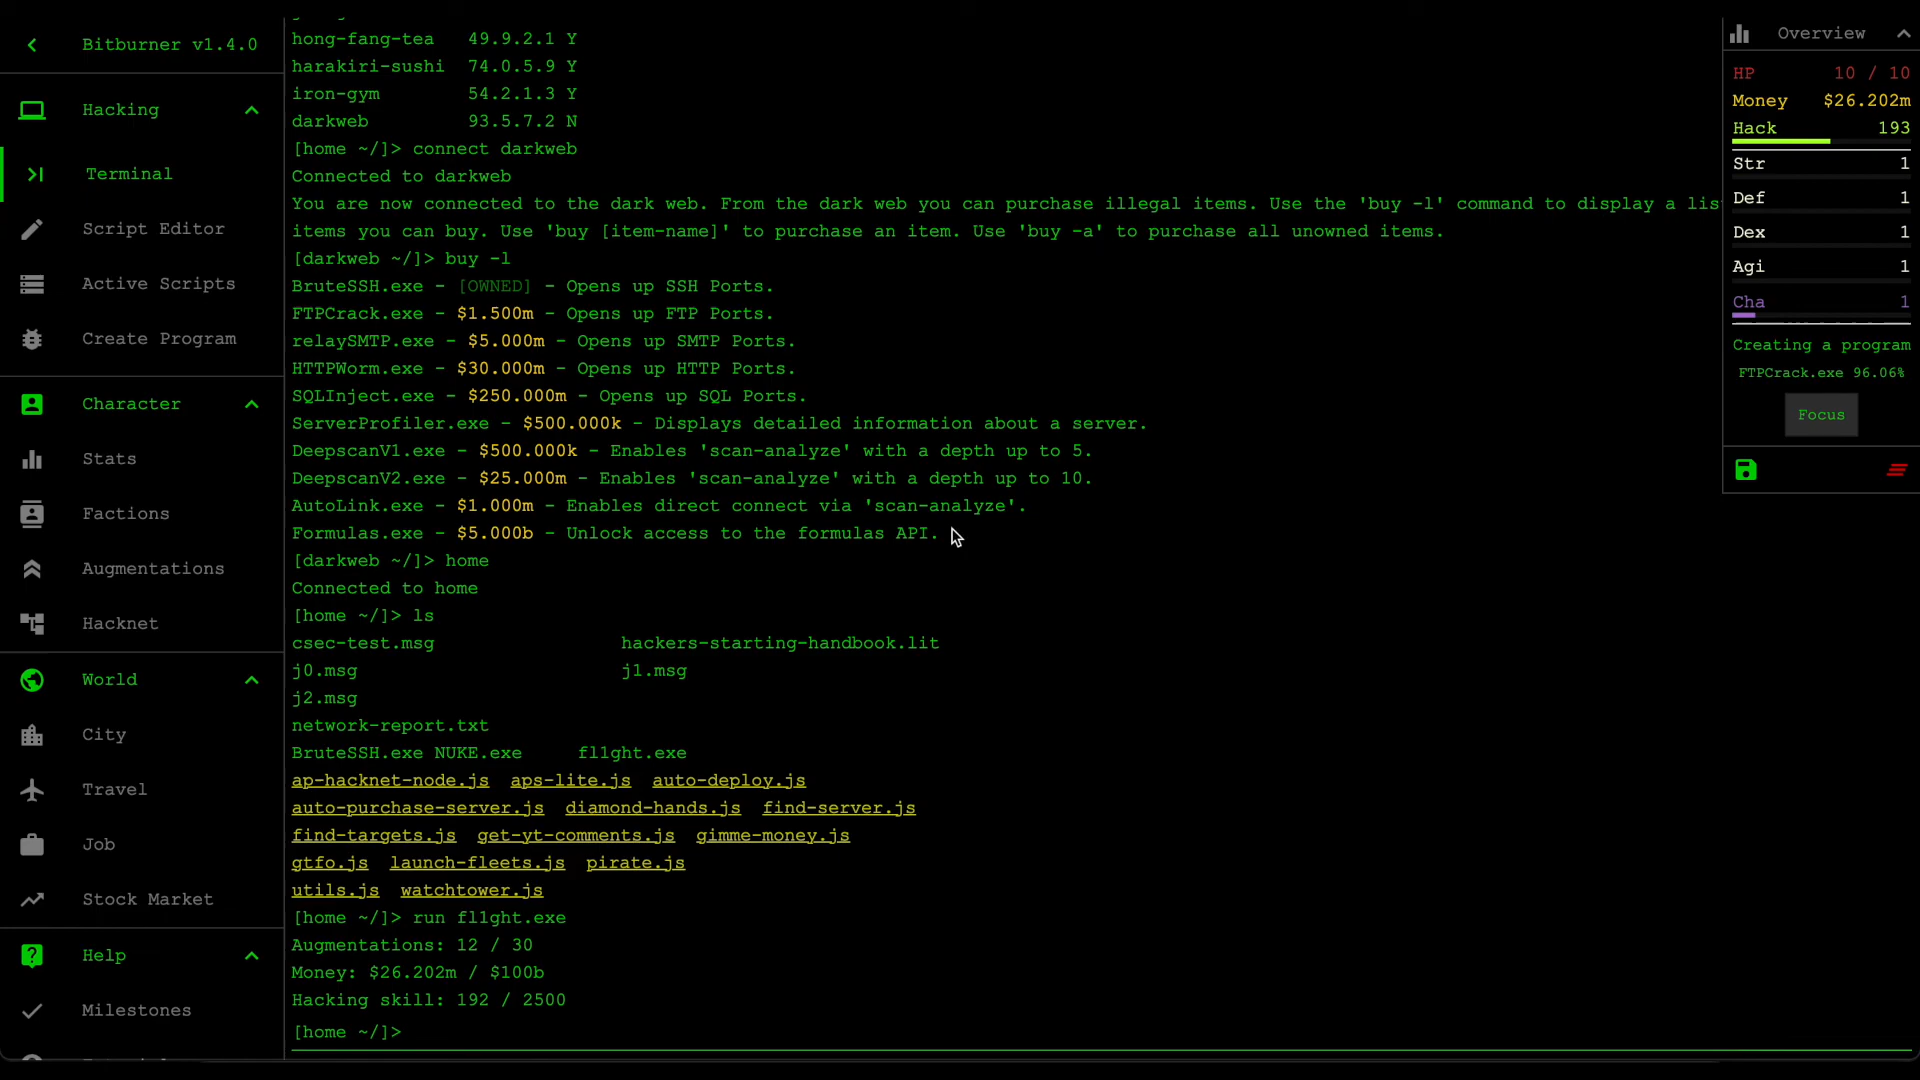 Bitburner v1.4.0
Hacking
Terminal
Script Editor
Active Scripts
Create Program
Character
Stats
Factions
Augmentations
Hacknet
World
City
Travel
Job
Stock Market
Help
Milestones
hong-fang-tea 49.9.2.1 Y
harakiri-sushi 74.0.5.9 Y
iron-gym 54.2.1.3 Y
darkweb 93.5.7.2 N
[home ~/]> connect darkweb
Connected to darkweb
You are now connected to the dark web. From the dark web you can purchase illegal items. Use the 'buy -l' command to display a lis
items you can buy. Use 'buy [item-name]' to purchase an item. Use 'buy -a' to purchase all unowned items.
[darkweb ~/]> buy -l
BruteSSH.exe - [OWNED] - Opens up SSH Ports.
FTPCrack.exe - $1.500m - Opens up FTP Ports.
relaySMTP.exe - $5.000m - Opens up SMTP Ports.
HTTPWorm.exe - $30.000m - Opens up HTTP Ports.
SQLInject.exe - $250.000m - Opens up SQL Ports.
ServerProfiler.exe - $500.000k - Displays detailed information about a server.
DeepscanV1.exe - $500.000k - Enables 'scan-analyze' with a depth up to 5.
DeepscanV2.exe - $25.000m - Enables 'scan-analyze' with a depth up to 10.
AutoLink.exe - $1.000m - Enables direct connect via 'scan-analyze'.
Formulas.exe - $5.000b - Unlock access to the formulas API.
[darkweb ~/]> home
Connected to home
[home ~/]> ls
csec-test.msg hackers-starting-handbook.lit
j0.msg j1.msg
j2.msg
network-report.txt
BruteSSH.exe NUKE.exe fl1ght.exe
ap-hacknet-node.js aps-lite.js auto-deploy.js
auto-purchase-server.js diamond-hands.js find-server.js
find-targets.js get-yt-comments.js gimme-money.js
gtfo.js launch-fleets.js pirate.js
utils.js watchtower.js
[home ~/]> run fl1ght.exe
Augmentations: 12 / 30
Money: $26.202m / $100b
Hacking skill: 192 / 2500
[home ~/]>
Overview
HP 10 / 10
Money $26.202m
Hack 193
Str 1
Def 1
Dex 1
Agi 1
Cha 1
Creating a program
FTPCrack.exe 96.06%
Focus